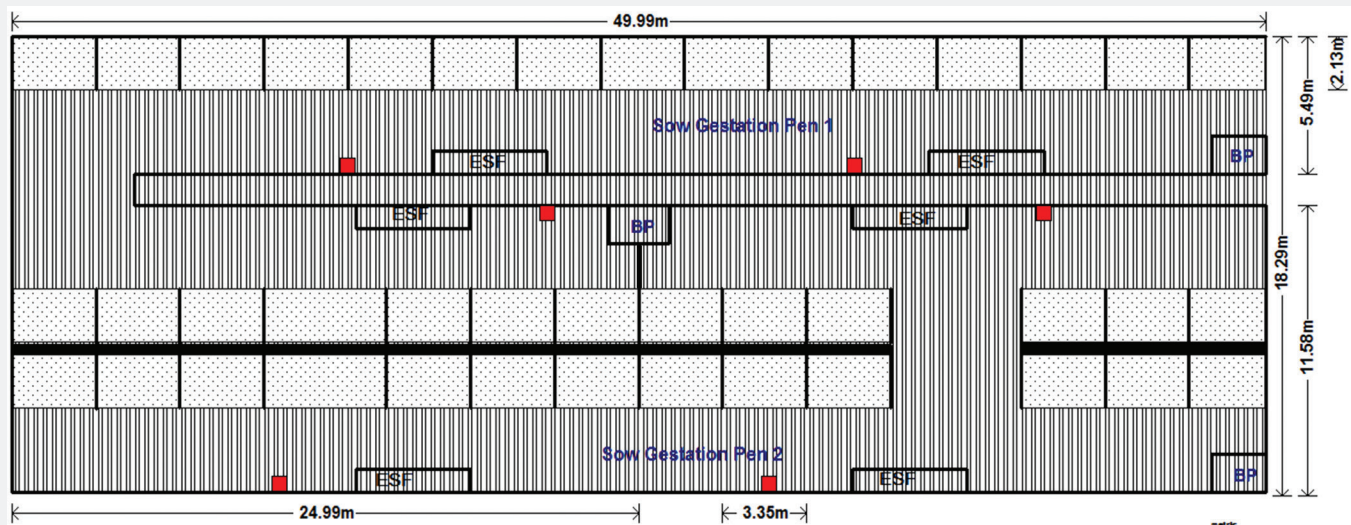 49.99m
2.13m
5.49m
Sow Gestation Pen 1
ESF
ESF
BP
ESF
BP
ESF
18.29m
11.58m
Sow Gestation Pen 2
ESF
ESF
BP
24.99m
3.35m